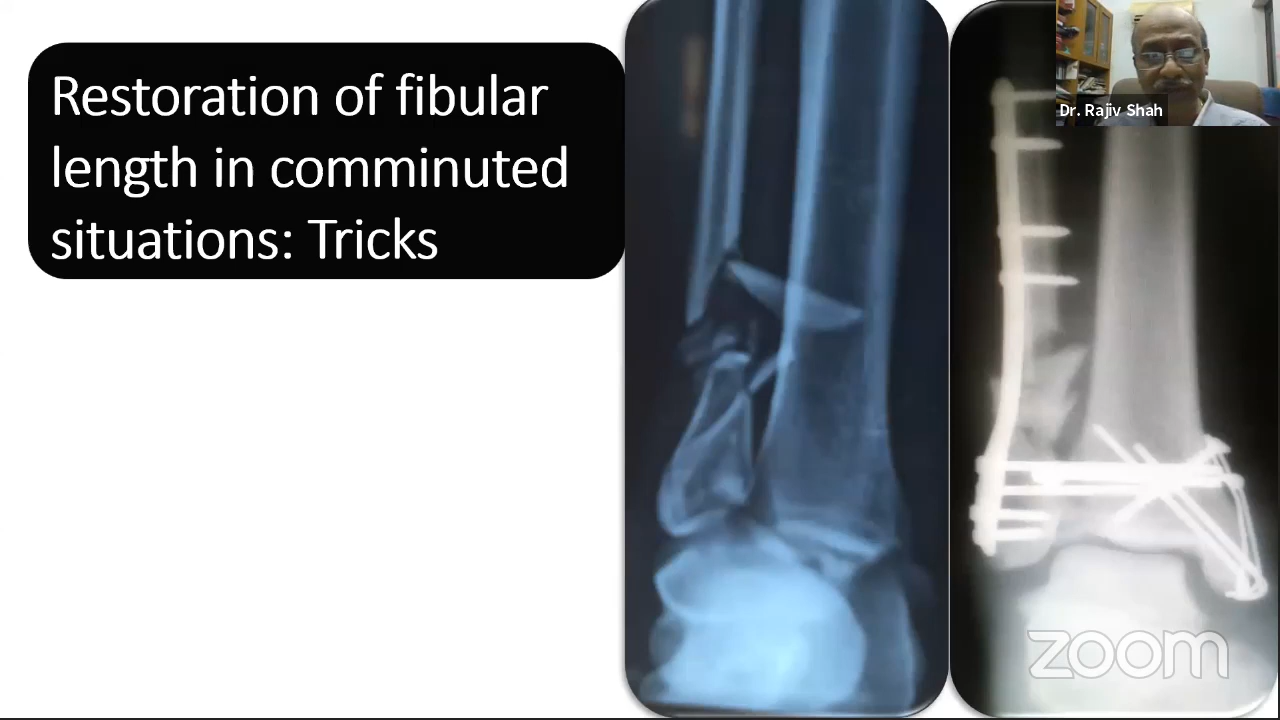 Restoration of fibular
length in comminuted
situations: Tricks
Dr. Rajiv Shah
zoom